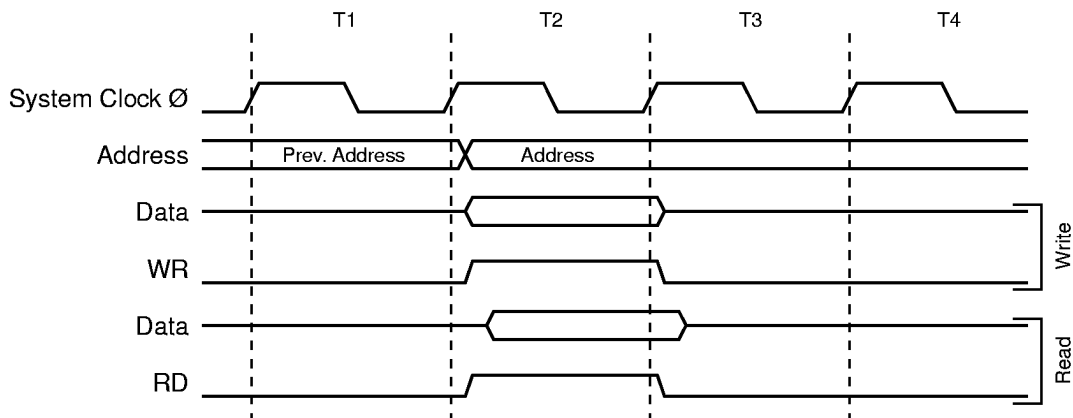 T1 T2 T3 T4
System Clock Ø
Address Prev. Address Address
Data
WR
Write
Data
RD
Read